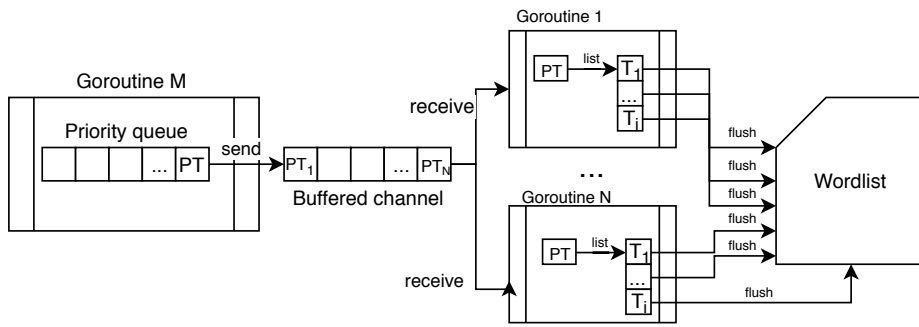 Goroutine M
Priority queue
... PT
send
PT1 ... PTN
Buffered channel
receive
receive
Goroutine 1
PT
list
T1
...
Ti
...
Goroutine N
PT
list
T1
...
Ti
flush
flush
flush
flush
flush
flush
Wordlist